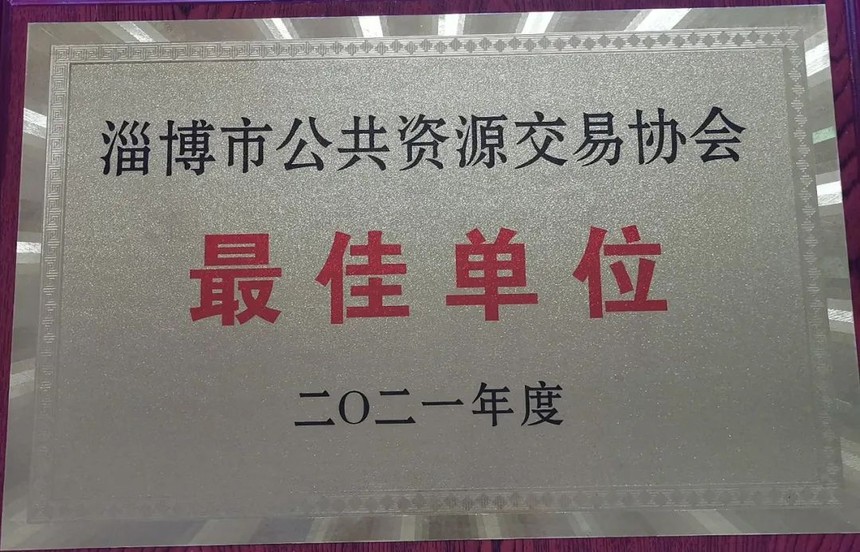 淄博市公共资源交易协会
最佳单位
二〇二一年度